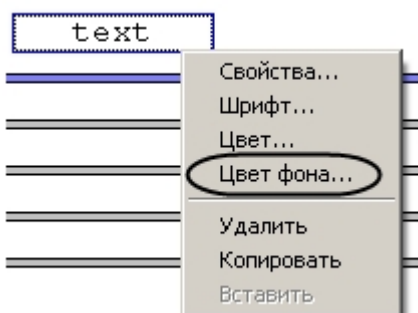 text
Свойства...
Шрифт...
Цвет...
Цвет фона...
Удалить
Копировать
Вставить